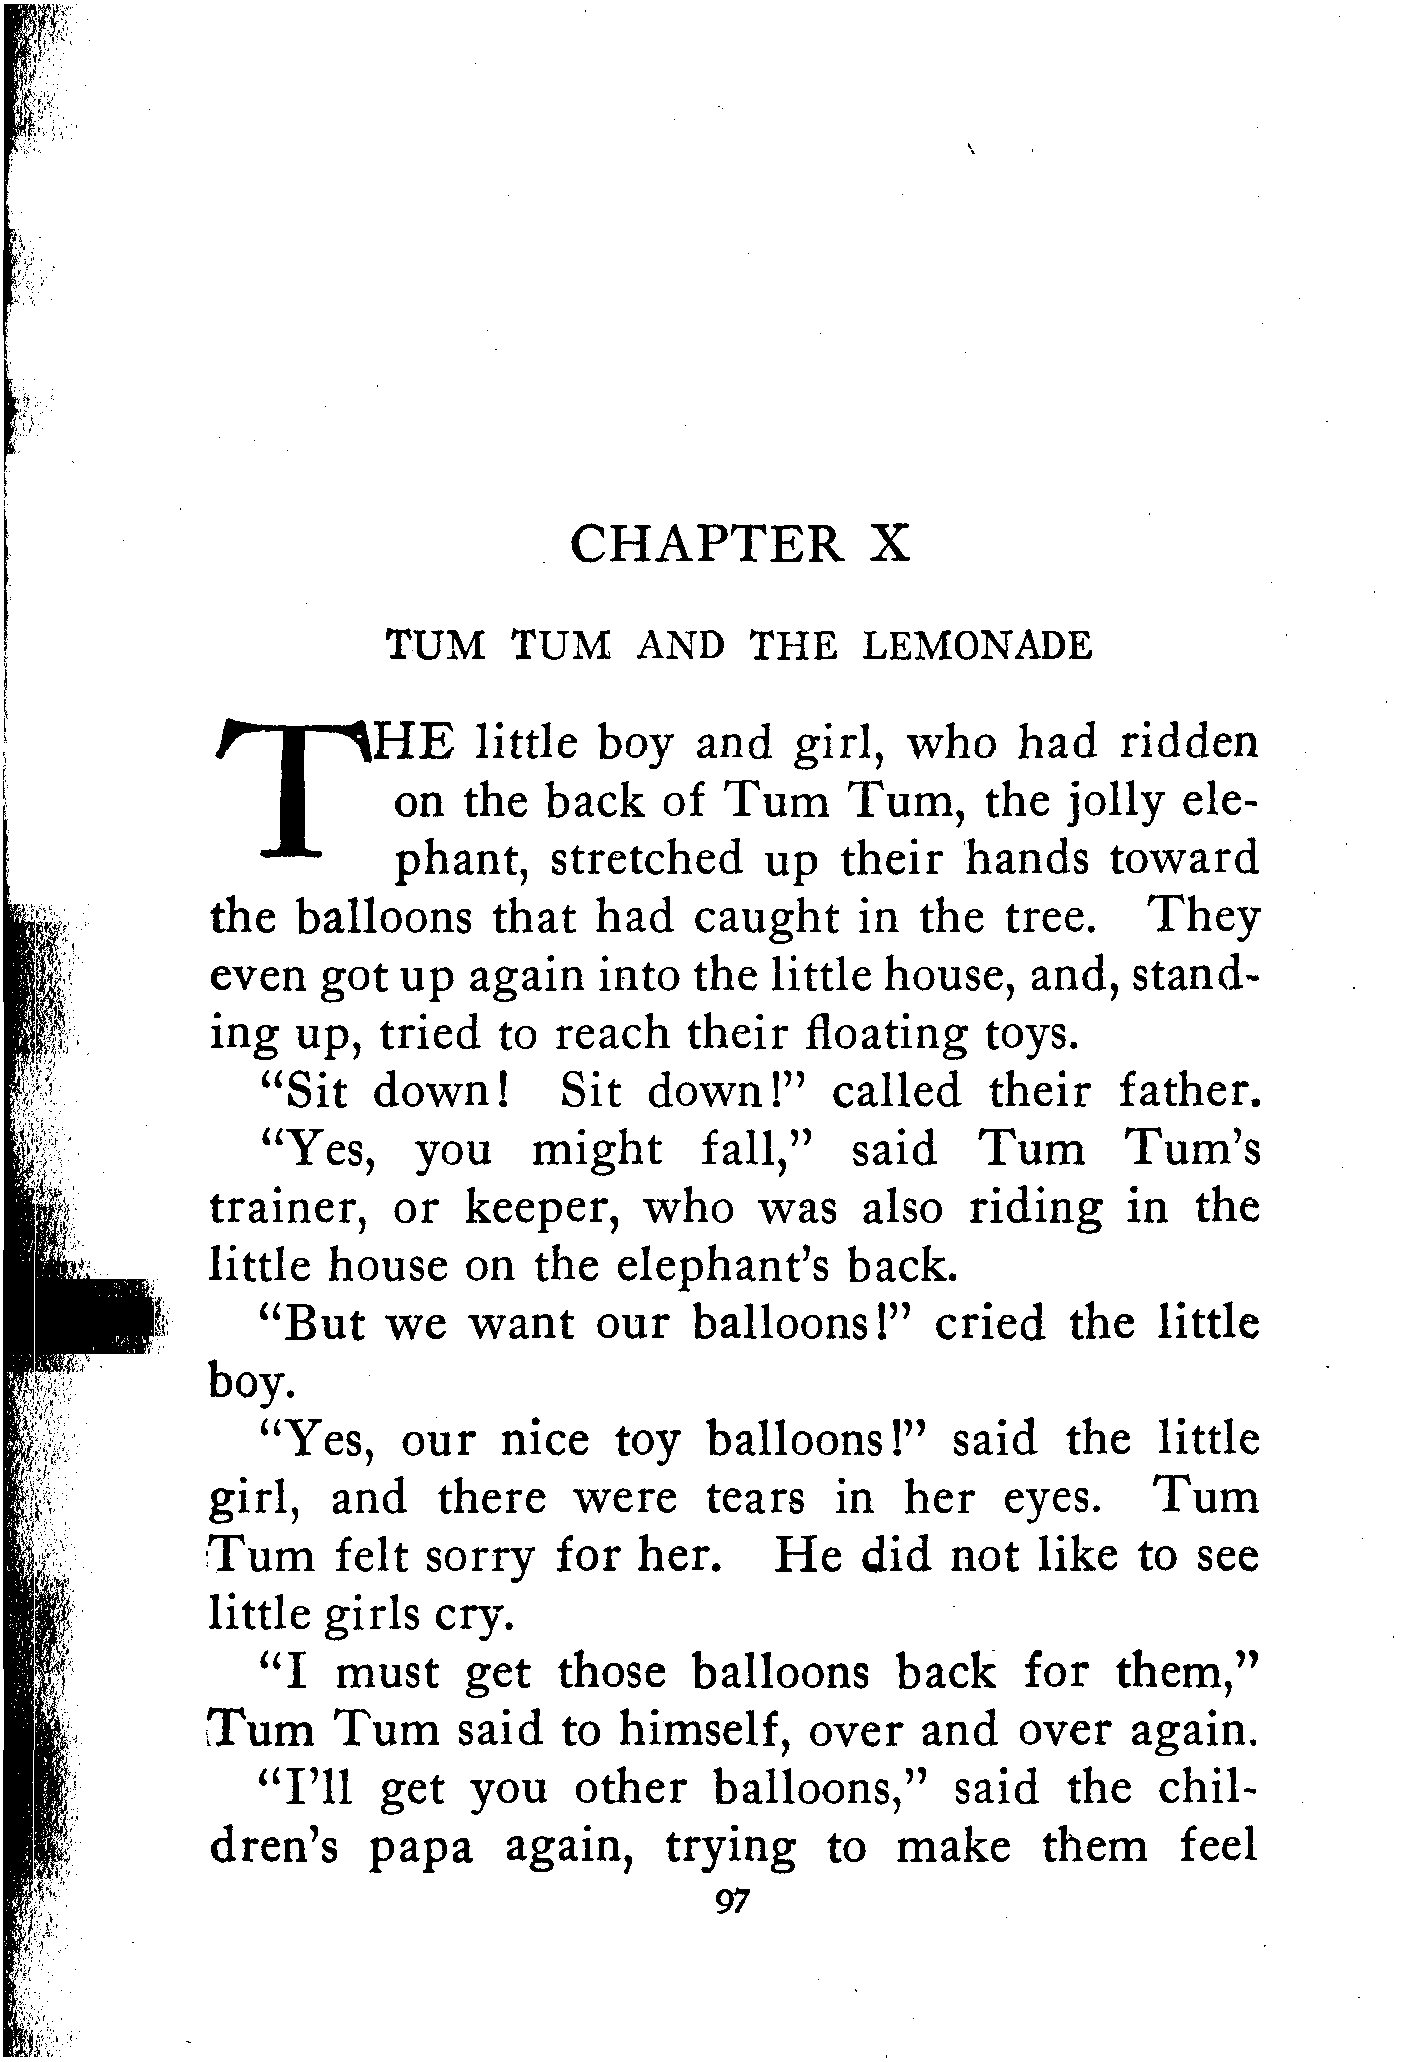 CHAPTER X
TUM TUM AND THE LEMONADE
THE little boy and girl, who had ridden
on the back of Tum Tum, the jolly ele-
phant, stretched up their hands toward
the balloons that had caught in the tree. They
even got up again into the little house, and, stand-
ing up, tried to reach their floating toys.
"Sit down! Sit down!" called their father.
"Yes, you might fall," said Tum Tum's
trainer, or keeper, who was also riding in the
little house on the elephant's back.
"But we want our balloons!" cried the little
boy.
"Yes, our nice toy balloons!" said the little
girl, and there were tears in her eyes. Tum
Tum felt sorry for her. He did not like to see
little girls cry.
"I must get those balloons back for them,"
Tum Tum said to himself, over and over again.
"I'll get you other balloons," said the chil-
dren's papa again, trying to make them feel
97